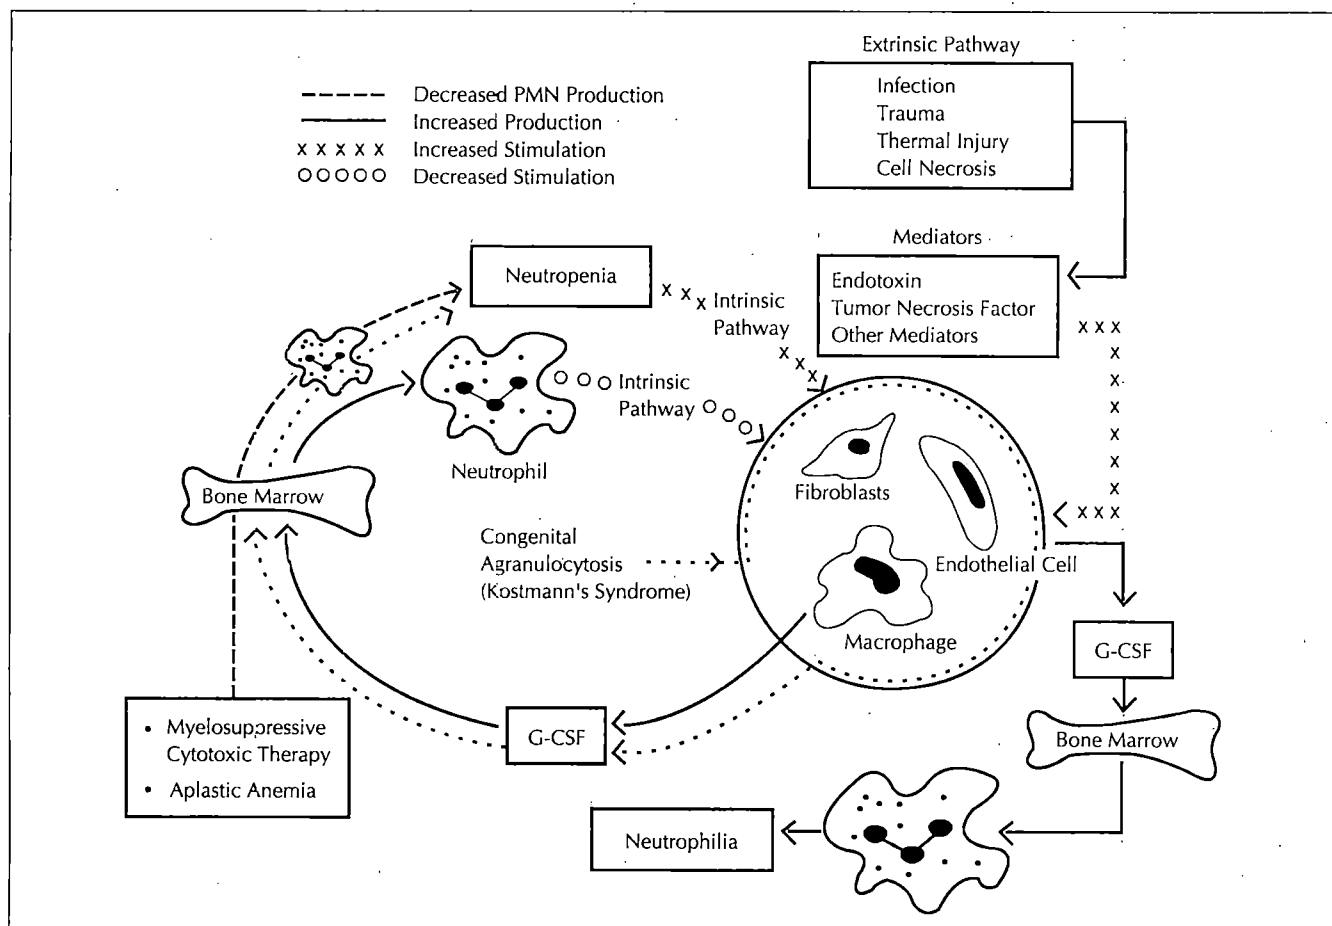 Extrinsic Pathway
Infection
Trauma
Thermal Injury
Cell Necrosis
- - - - - - Decreased PMN Production
Increased Production
x x x x x Increased Stimulation
OOOOO Decreased Stimulation
Mediators
Endotoxin
Tumor Necrosis Factor
Other Mediators
Neutropenia
x x x Intrinsic
Pathway
x x x
x x x
x
x
x
x
x
x
x x x
O O O Intrinsic
Pathway O O O
Neutrophil
Bone Marrow
Fibroblasts
Endothelial Cell
Macrophage
Congenital
Agranulocytosis
(Kostmann's Syndrome)
G-CSF
Bone Marrow
G-CSF
• Myelosuppressive
Cytotoxic Therapy
• Aplastic Anemia
Neutrophilia